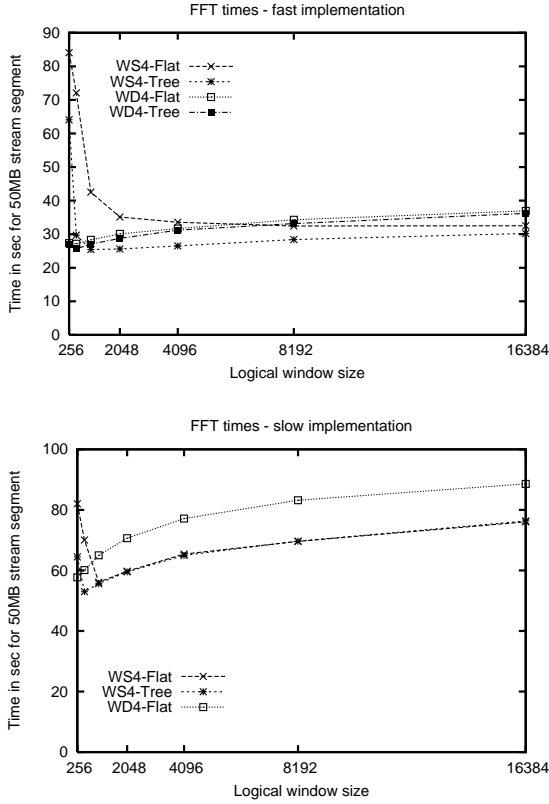 FFT times - fast implementation
Time in sec for 50MB stream segment
90
80
70
60
50
40
30
20
10
0
WS4-Flat
WS4-Tree
WD4-Flat
WD4-Tree
256 2048 4096 8192 16384
Logical window size
FFT times - slow implementation
Time in sec for 50MB stream segment
100
80
60
40
20
0
WS4-Flat
WS4-Tree
WD4-Flat
256 2048 4096 8192 16384
Logical window size